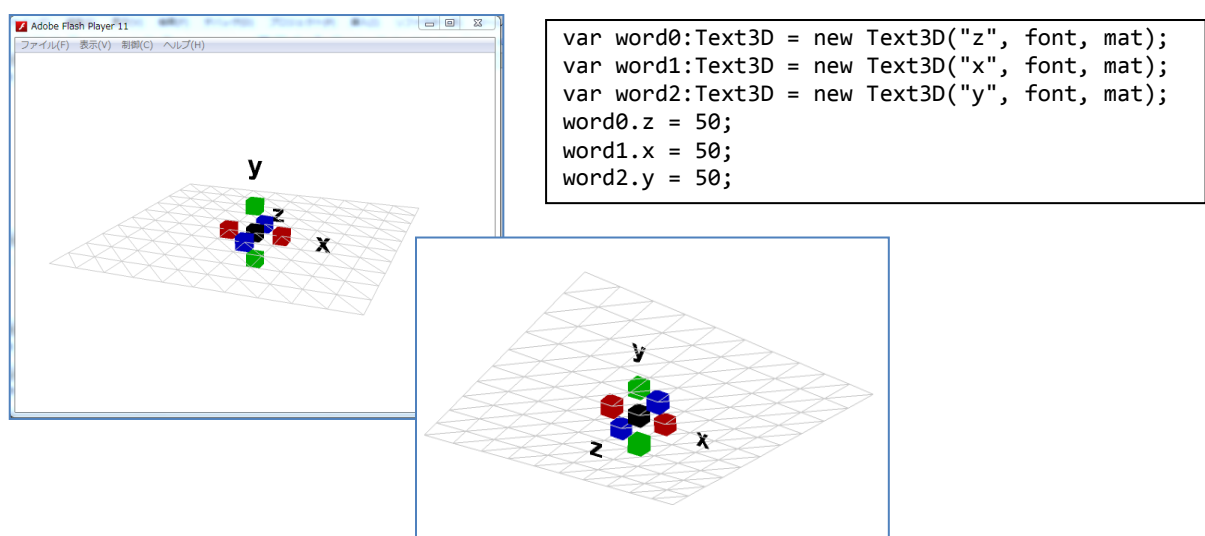 Adobe Flash Player 11
ファイル(F) 表示(V) 制御(C) ヘルプ(H)
y
z
x
var word0:Text3D = new Text3D("z", font, mat);
var word1:Text3D = new Text3D("x", font, mat);
var word2:Text3D = new Text3D("y", font, mat);
word0.z = 50;
word1.x = 50;
word2.y = 50;
y
x
z